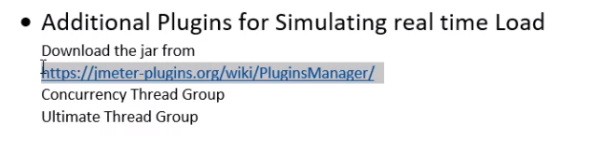 • Additional Plugins for Simulating real time Load
Download the jar from
https://jmeter-plugins.org/wiki/PluginsManager/
Concurrency Thread Group
Ultimate Thread Group